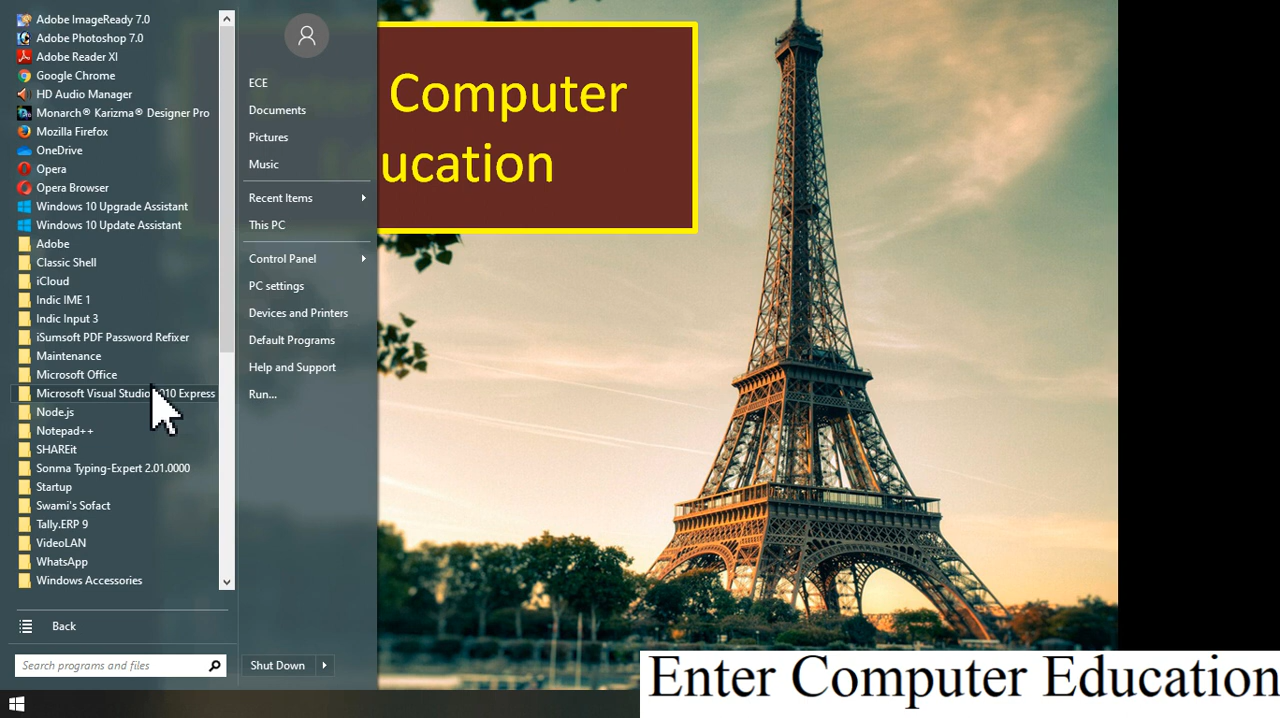 Adobe ImageReady 7.0
Adobe Photoshop 7.0
Adobe Reader XI
Google Chrome
HD Audio Manager
Monarch® Karizma® Designer Pro
Mozilla Firefox
OneDrive
Opera
Opera Browser
Windows 10 Upgrade Assistant
Windows 10 Update Assistant
Adobe
Classic Shell
iCloud
Indic IME 1
Indic Input 3
iSumsoft PDF Password Refixer
Maintenance
Microsoft Office
Microsoft Visual Studio 2010 Express
Node.js
Notepad++
SHAREit
Sonma Typing-Expert 2.01.0000
Startup
Swami's Sofact
Tally.ERP 9
VideoLAN
WhatsApp
Windows Accessories
Back
Search programs and files
ECE
Documents
Pictures
Music
Recent Items
This PC
Control Panel
PC settings
Devices and Printers
Default Programs
Help and Support
Run...
Shut Down
Computer
ucation
Enter Computer Education